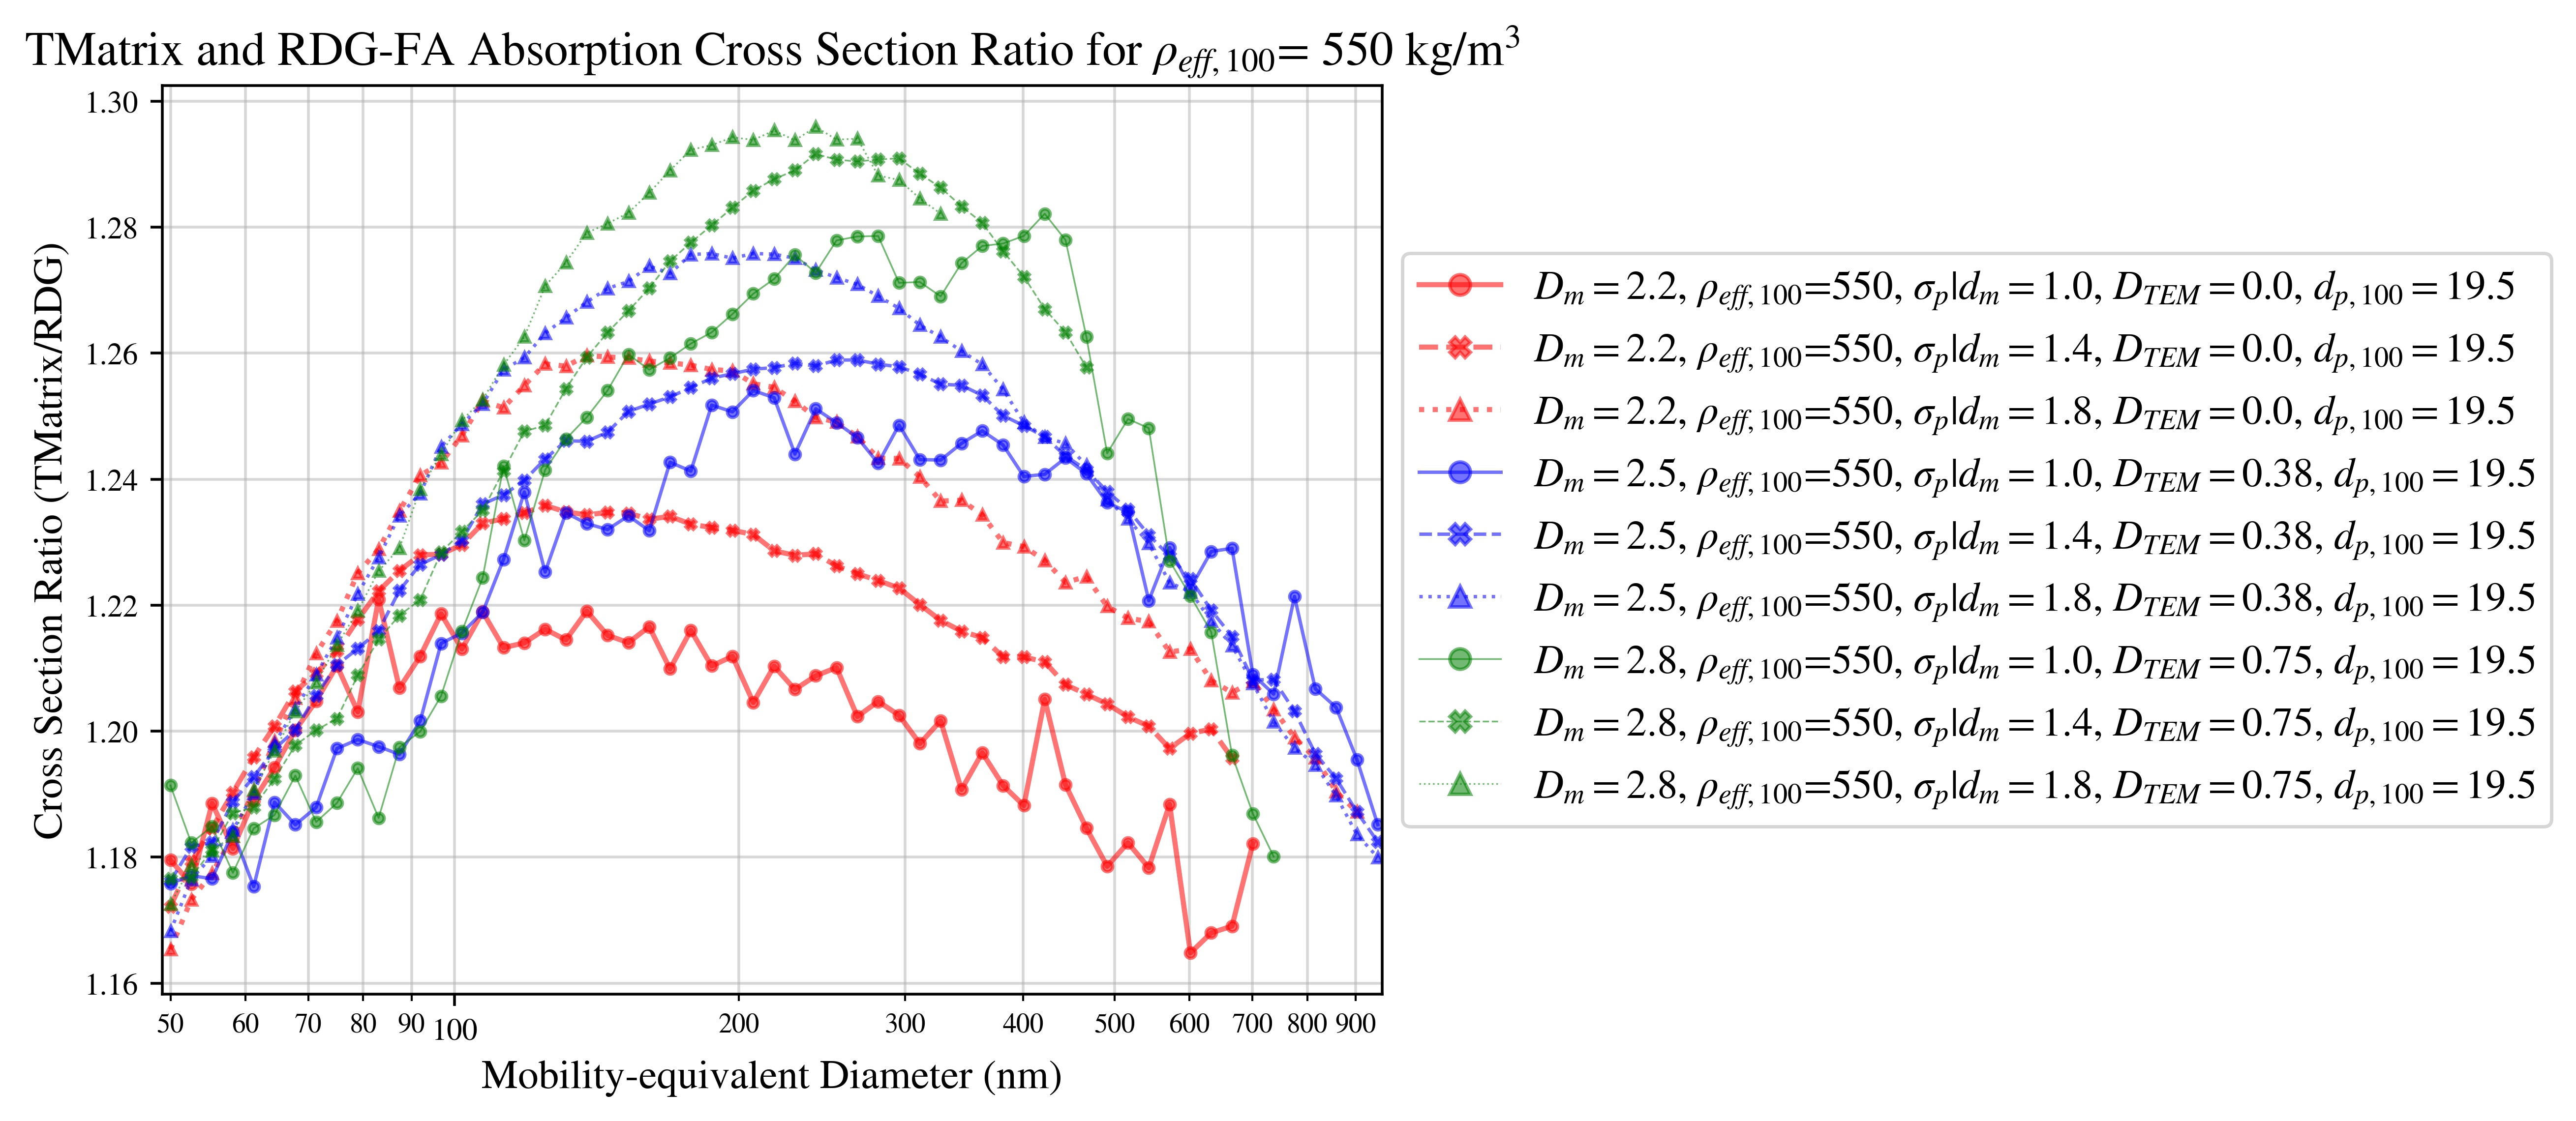 TMatrix and RDG-FA Absorption Cross Section Ratio for ρeff,100= 550 kg/m³
Cross Section Ratio (TMatrix/RDG)
1.30
1.28
1.26
1.24
1.22
1.20
1.18
1.16
50 60 70 80 90 100 200 300 400 500 600 700 800 900
Mobility-equivalent Diameter (nm)
Dm = 2.2, ρeff,100=550, σp|dm = 1.0, DTEM = 0.0, dp,100 = 19.5
Dm = 2.2, ρeff,100=550, σp|dm = 1.4, DTEM = 0.0, dp,100 = 19.5
Dm = 2.2, ρeff,100=550, σp|dm = 1.8, DTEM = 0.0, dp,100 = 19.5
Dm = 2.5, ρeff,100=550, σp|dm = 1.0, DTEM = 0.38, dp,100 = 19.5
Dm = 2.5, ρeff,100=550, σp|dm = 1.4, DTEM = 0.38, dp,100 = 19.5
Dm = 2.5, ρeff,100=550, σp|dm = 1.8, DTEM = 0.38, dp,100 = 19.5
Dm = 2.8, ρeff,100=550, σp|dm = 1.0, DTEM = 0.75, dp,100 = 19.5
Dm = 2.8, ρeff,100=550, σp|dm = 1.4, DTEM = 0.75, dp,100 = 19.5
Dm = 2.8, ρeff,100=550, σp|dm = 1.8, DTEM = 0.75, dp,100 = 19.5